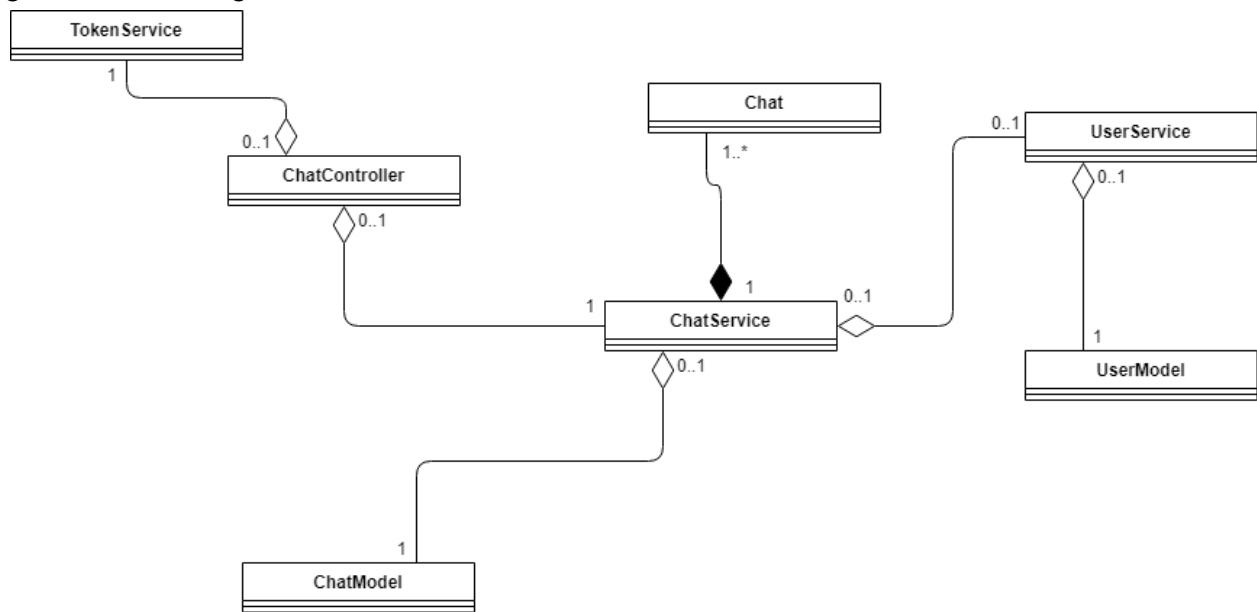 TokenService
1
Chat
0..1
UserService
0..1
ChatController
1..*
0..1
0..1
1
1
0..1
ChatService
0..1
1
UserModel
1
ChatModel